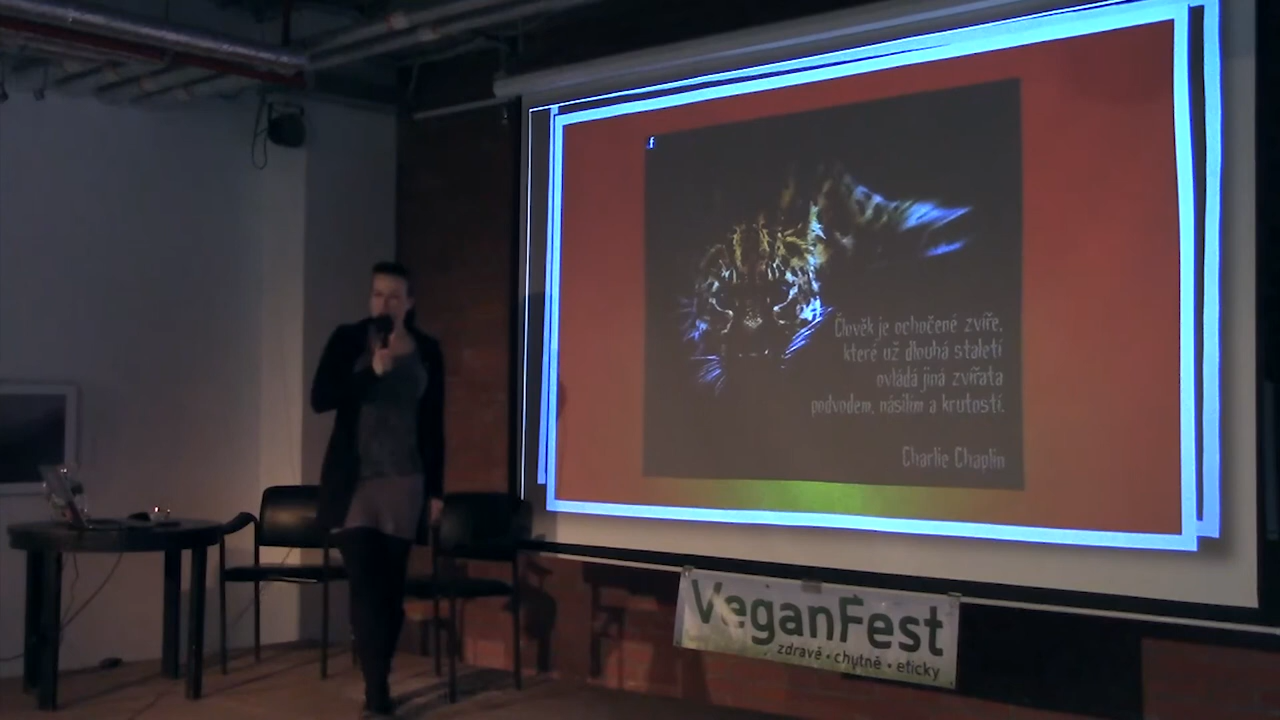 f
Člověk je ochočené zvíře,
které už dlouhá staletí
ovládá jiná zvířata
podvodem, násilím a krutostí.
Charlie Chaplin
VeganFest
zdravě • chutně • eticky